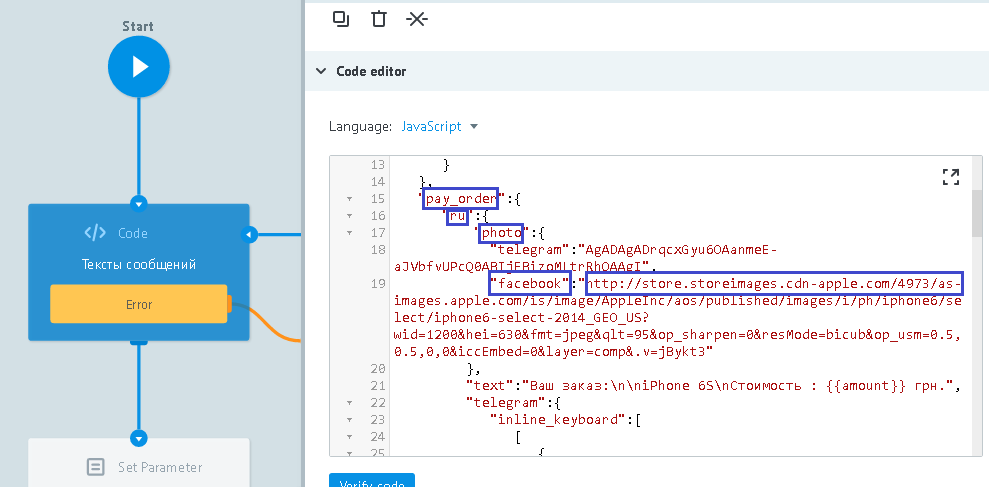 Start
Code
Тексты сообщений
Error
Set Parameter
Code editor
Language: JavaScript
13 }
14 },
15 "pay_order":{
16 "ru":{
17 "photo":{
18 "telegram":"AgADAgADrqcxGyu6OAanmeE-
aJVbfvUPcQ0ABIjEBizoMLtrRhOAAgI",
19 "facebook":"http://store.storeimages.cdn-apple.com/4973/as-
images.apple.com/is/image/AppleInc/aos/published/images/i/ph/iphone6/se
lect/iphone6-select-2014_GEO_US?
wid=1200&hei=630&fmt=jpeg&qlt=95&op_sharpen=0&resMode=bicub&op_usm=0.5,
0.5,0,0&iccEmbed=0&layer=comp&.v=jBykt3"
20 },
21 "text":"Ваш заказ:\n\niPhone 6S\nСтоимость : {{amount}} грн.",
22 "telegram":{
23 "inline_keyboard":[
24 [
25 {
Verify code